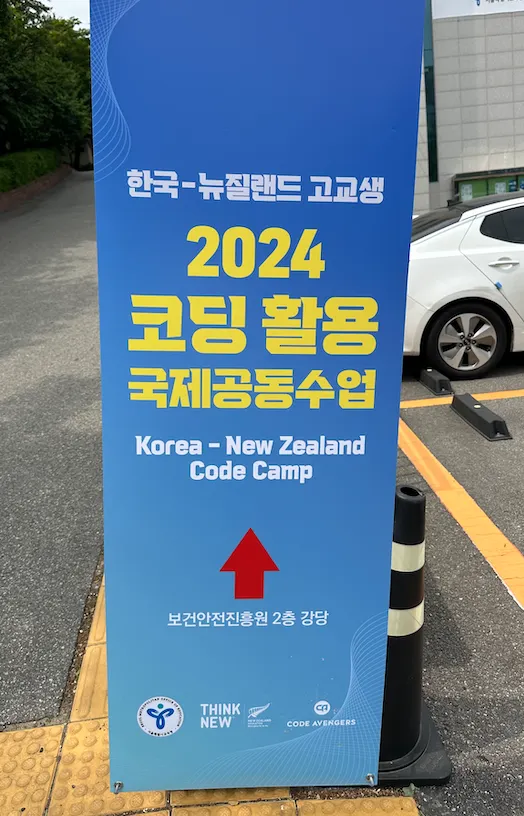 한국-뉴질랜드 고교생
2024
코딩 활용
국제공동수업
Korea - New Zealand
Code Camp
보건안전진흥원 2층 강당
THINK
NEW
CODE AVENGERS